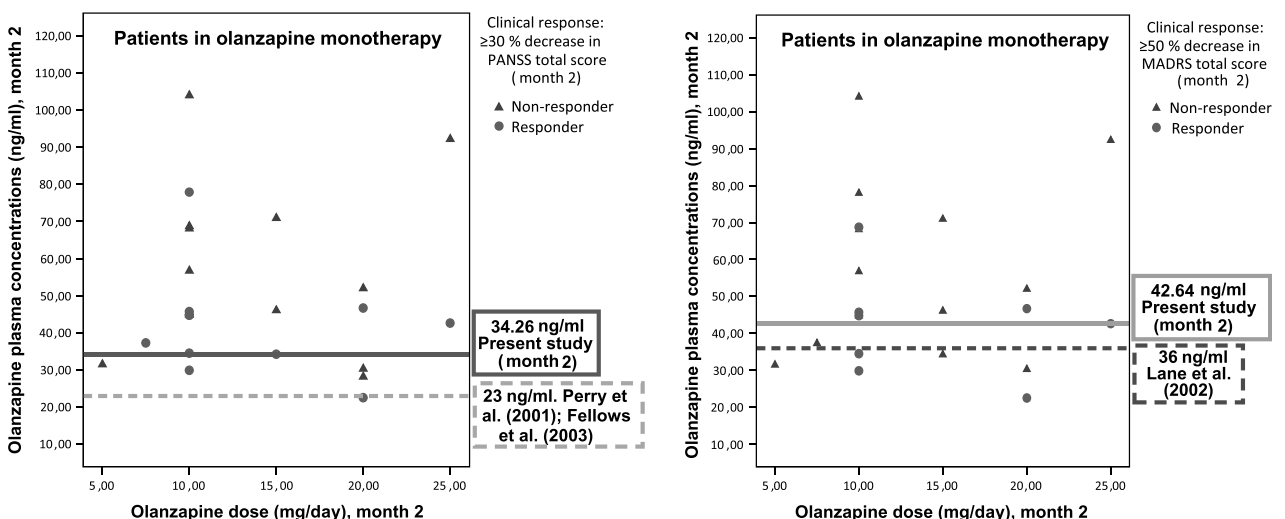 Patients in olanzapine monotherapy
Olanzapine plasma concentrations (ng/ml), month 2
120,00
110,00
100,00
90,00
80,00
70,00
60,00
50,00
40,00
30,00
20,00
10,00
5,00
10,00
15,00
20,00
25,00
Olanzapine dose (mg/day), month 2
Clinical response:
≥30 % decrease in
PANSS total score
(month 2)
Non-responder
Responder
34.26 ng/ml
Present study
(month 2)
23 ng/ml. Perry et
al. (2001); Fellows
et al. (2003)
Patients in olanzapine monotherapy
Olanzapine plasma concentrations (ng/ml), month 2
120,00
110,00
100,00
90,00
80,00
70,00
60,00
50,00
40,00
30,00
20,00
10,00
5,00
10,00
15,00
20,00
25,00
Olanzapine dose (mg/day), month 2
Clinical response:
≥50 % decrease in
MADRS total score
(month 2)
Non-responder
Responder
42.64 ng/ml
Present study
(month 2)
36 ng/ml
Lane et al.
(2002)